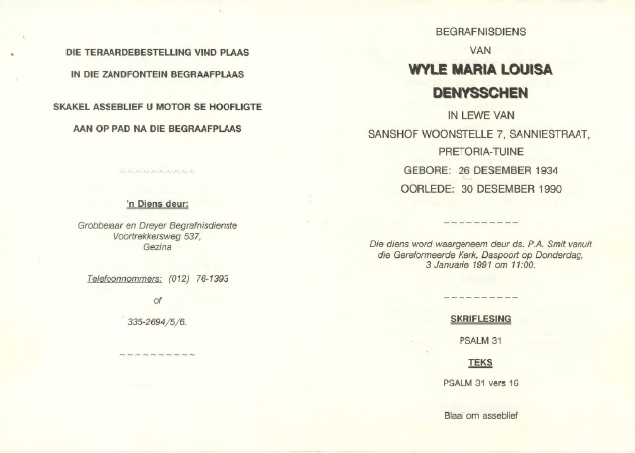 DIE TERAARDEBESTELLING VIND PLAAS
IN DIE ZANDFONTEIN BEGRAAFPLAAS
SKAKEL ASSEBLIEF U MOTOR SE HOOFLIGTE
AAN OP PAD NA DIE BEGRAAFPLAAS
~~~~~~~~~~
'n Diens deur:
Grobbelaar en Dreyer Begrafnisdienste
Voortrekkersweg 537,
Gezina
Telefoonnommers: (012) 76-1393
of
335-2694/5/6.
~~~~~~~~~~
BEGRAFNISDIENS
VAN
WYLE MARIA LOUISA
DENYSSCHEN
IN LEWE VAN
SANSHOF WOONSTELLE 7, SANNIESTRAAT,
PRETORIA-TUINE
GEBORE: 26 DESEMBER 1934
OORLEDE: 30 DESEMBER 1990
~~~~~~~~~~
Die diens word waargeneem deur ds. P.A. Smit vanuit
die Gereformeerde Kerk, Daspoort op Donderdag,
3 Januarie 1991 om 11:00.
~~~~~~~~~~
SKRIFLESING
PSALM 31
TEKS
PSALM 31 vers 16
Blaai om asseblief